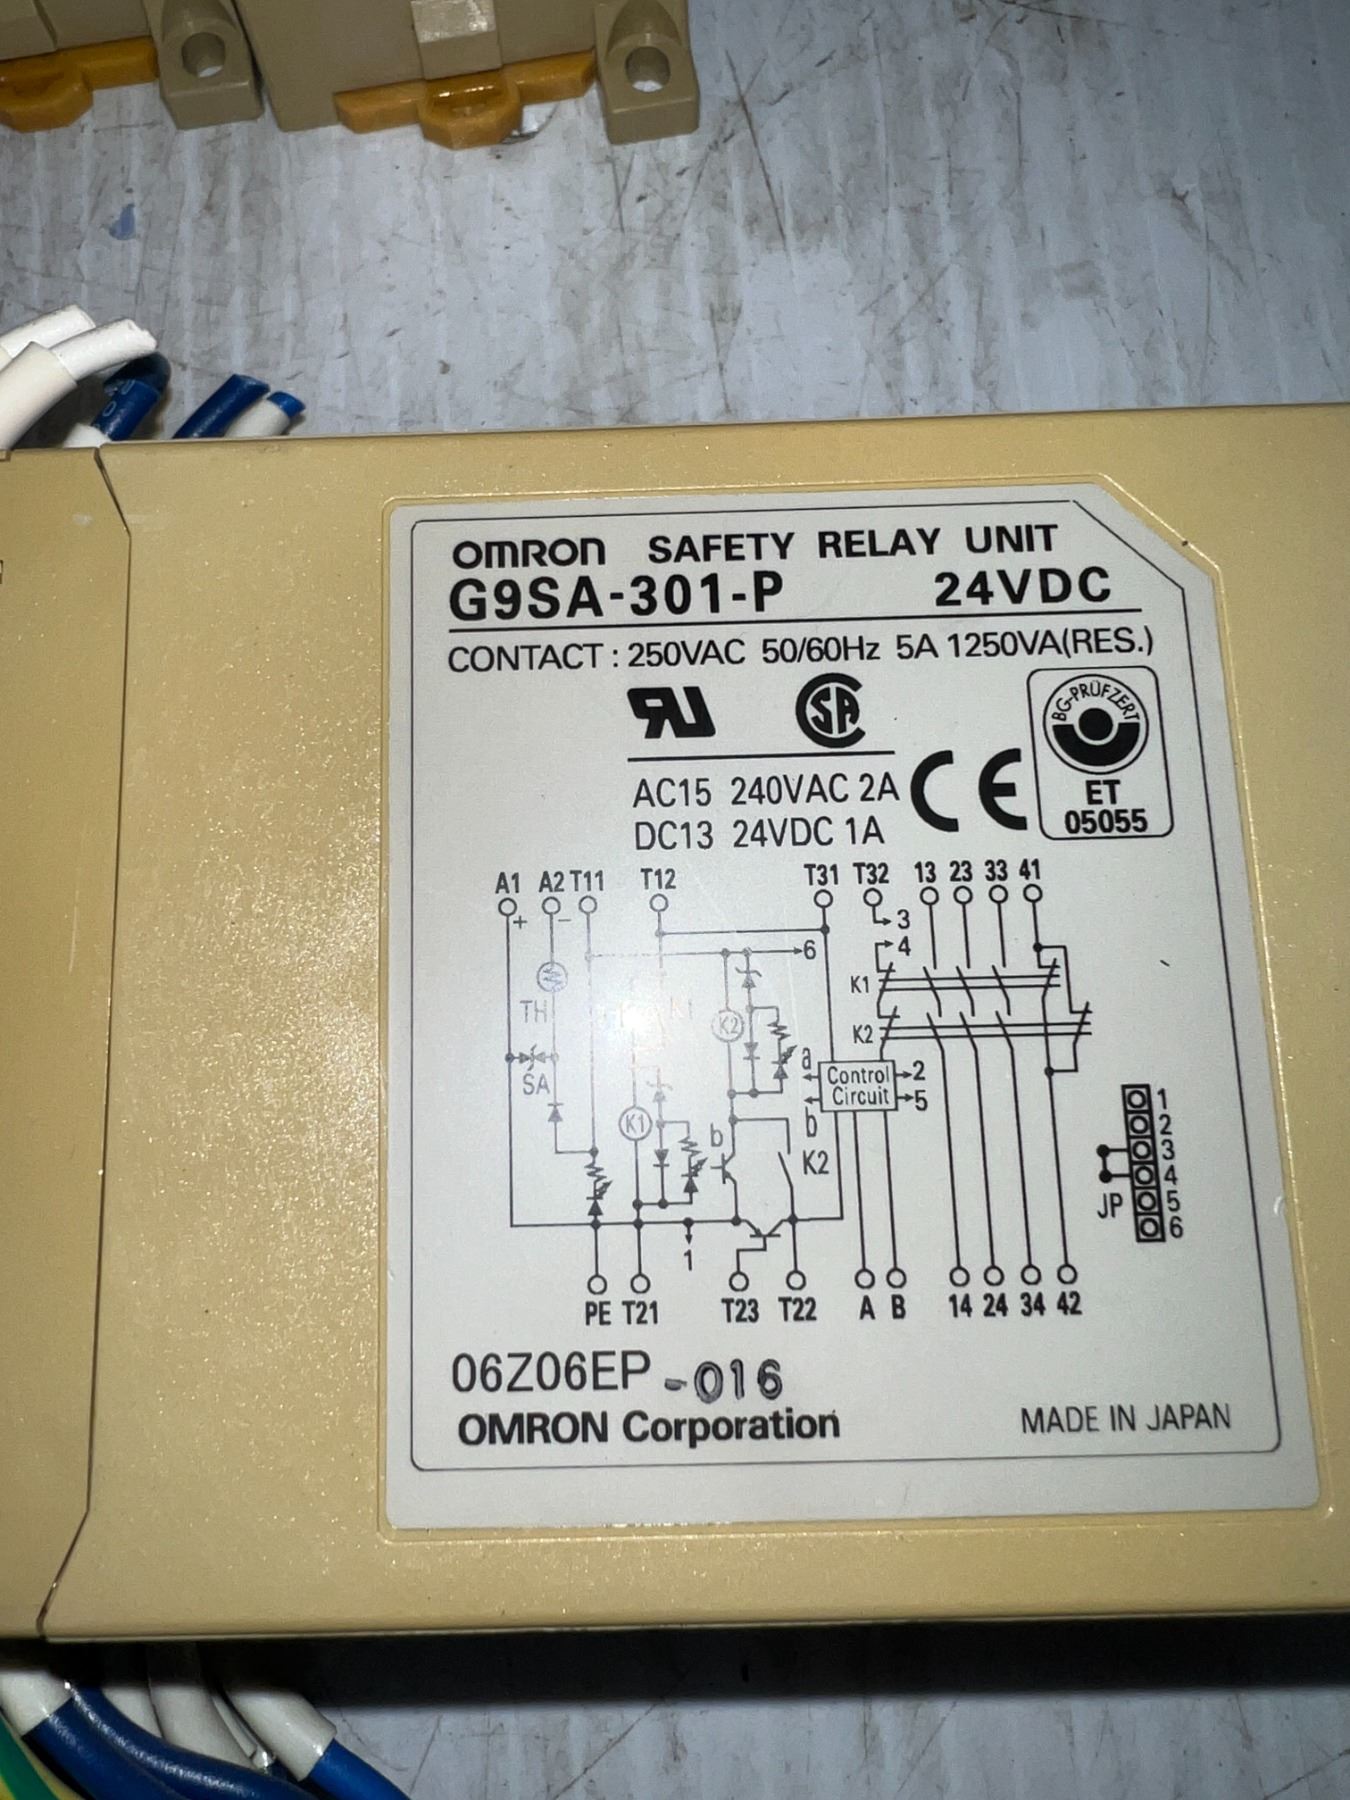 OMRON SAFETY RELAY UNIT
G9SA-301-P 24VDC
CONTACT : 250VAC 50/60Hz 5A 1250VA(RES.)
RU SA
BG-PRÜFZERT
CE
ET
05055
AC15 240VAC 2A
DC13 24VDC 1A
A1 A2 T11 T12 T31 T32 13 23 33 41
+ −
3
4
6
K1
TH
K2
K2
SA
a
Control
Circuit
2
5
b
K1
b
K2
1
2
3
4
5
6
JP
1
PE T21 T23 T22 A B 14 24 34 42
06Z06EP -016
OMRON Corporation MADE IN JAPAN